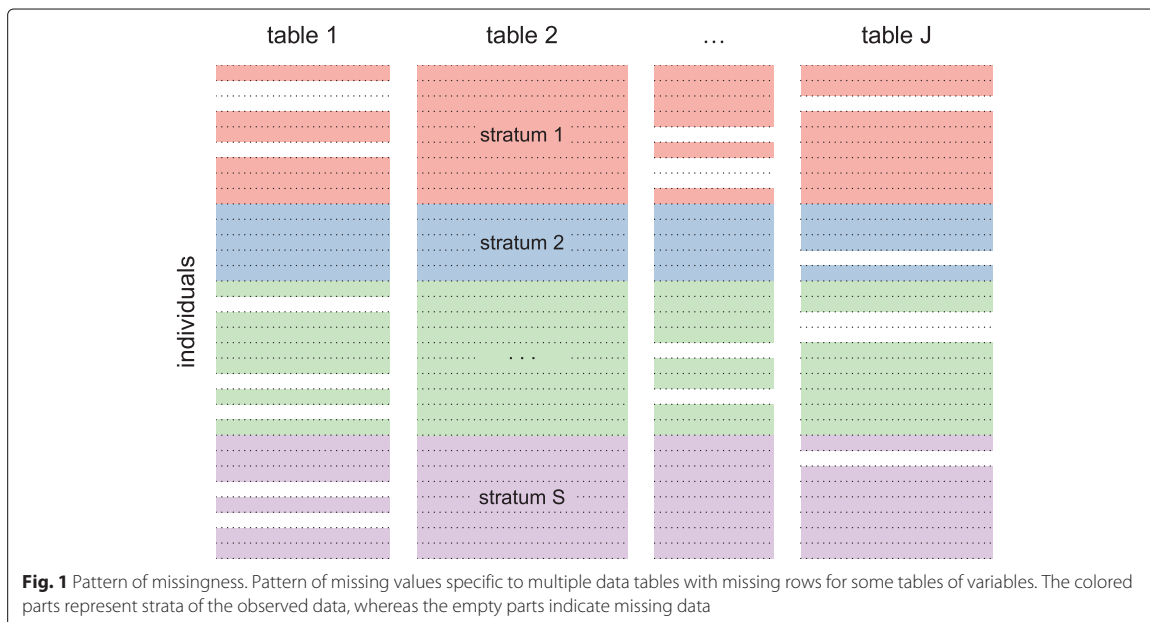 table 1 table 2 ... table J
individuals
stratum 1
stratum 2
...
stratum S
Fig. 1 Pattern of missingness. Pattern of missing values specific to multiple data tables with missing rows for some tables of variables. The colored
parts represent strata of the observed data, whereas the empty parts indicate missing data